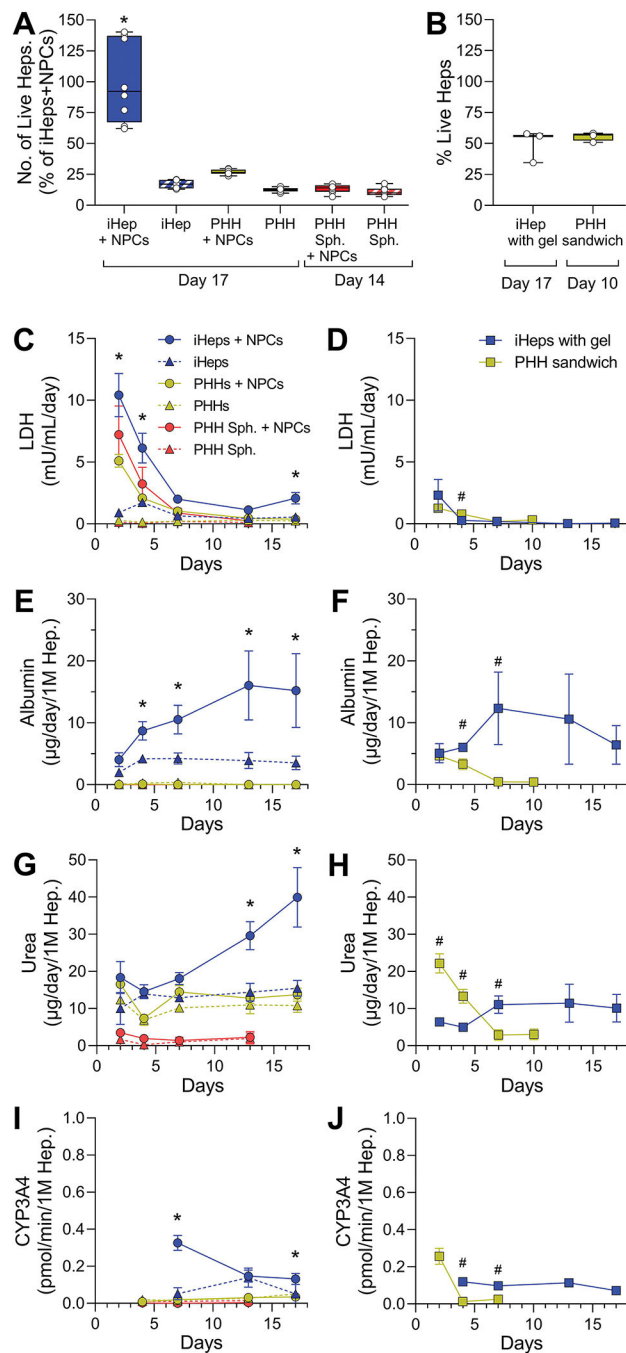 A
No. of Live Heps.
(% of iHeps+NPCs)
150
125
100
75
50
25
0
*
iHep
+ NPCs
iHep
PHH
+ NPCs
PHH
PHH
Sph.
+ NPCs
PHH
Sph.
Day 17
Day 14
B
% Live Heps
150
125
100
75
50
25
0
iHep
with gel
PHH
sandwich
Day 17
Day 10
C
LDH
(mU/mL/day)
15
10
5
0
* * *
iHeps + NPCs
iHeps
PHHs + NPCs
PHHs
PHH Sph. + NPCs
PHH Sph.
0 5 10 15
Days
D
LDH
(mU/mL/day)
15
10
5
0
#
iHeps with gel
PHH sandwich
0 5 10 15
Days
E
Albumin
(µg/day/1M Hep.)
30
20
10
0
* * * *
0 5 10 15
Days
F
Albumin
(µg/day/1M Hep.)
30
20
10
0
# #
0 5 10 15
Days
G
Urea
(µg/day/1M Hep.)
50
40
30
20
10
0
* *
0 5 10 15
Days
H
Urea
(µg/day/1M Hep.)
50
40
30
20
10
0
# # #
0 5 10 15
Days
I
CYP3A4
(pmol/min/1M Hep.)
1.0
0.8
0.6
0.4
0.2
0.0
* *
0 5 10 15
Days
J
CYP3A4
(pmol/min/1M Hep.)
1.0
0.8
0.6
0.4
0.2
0.0
# #
0 5 10 15
Days